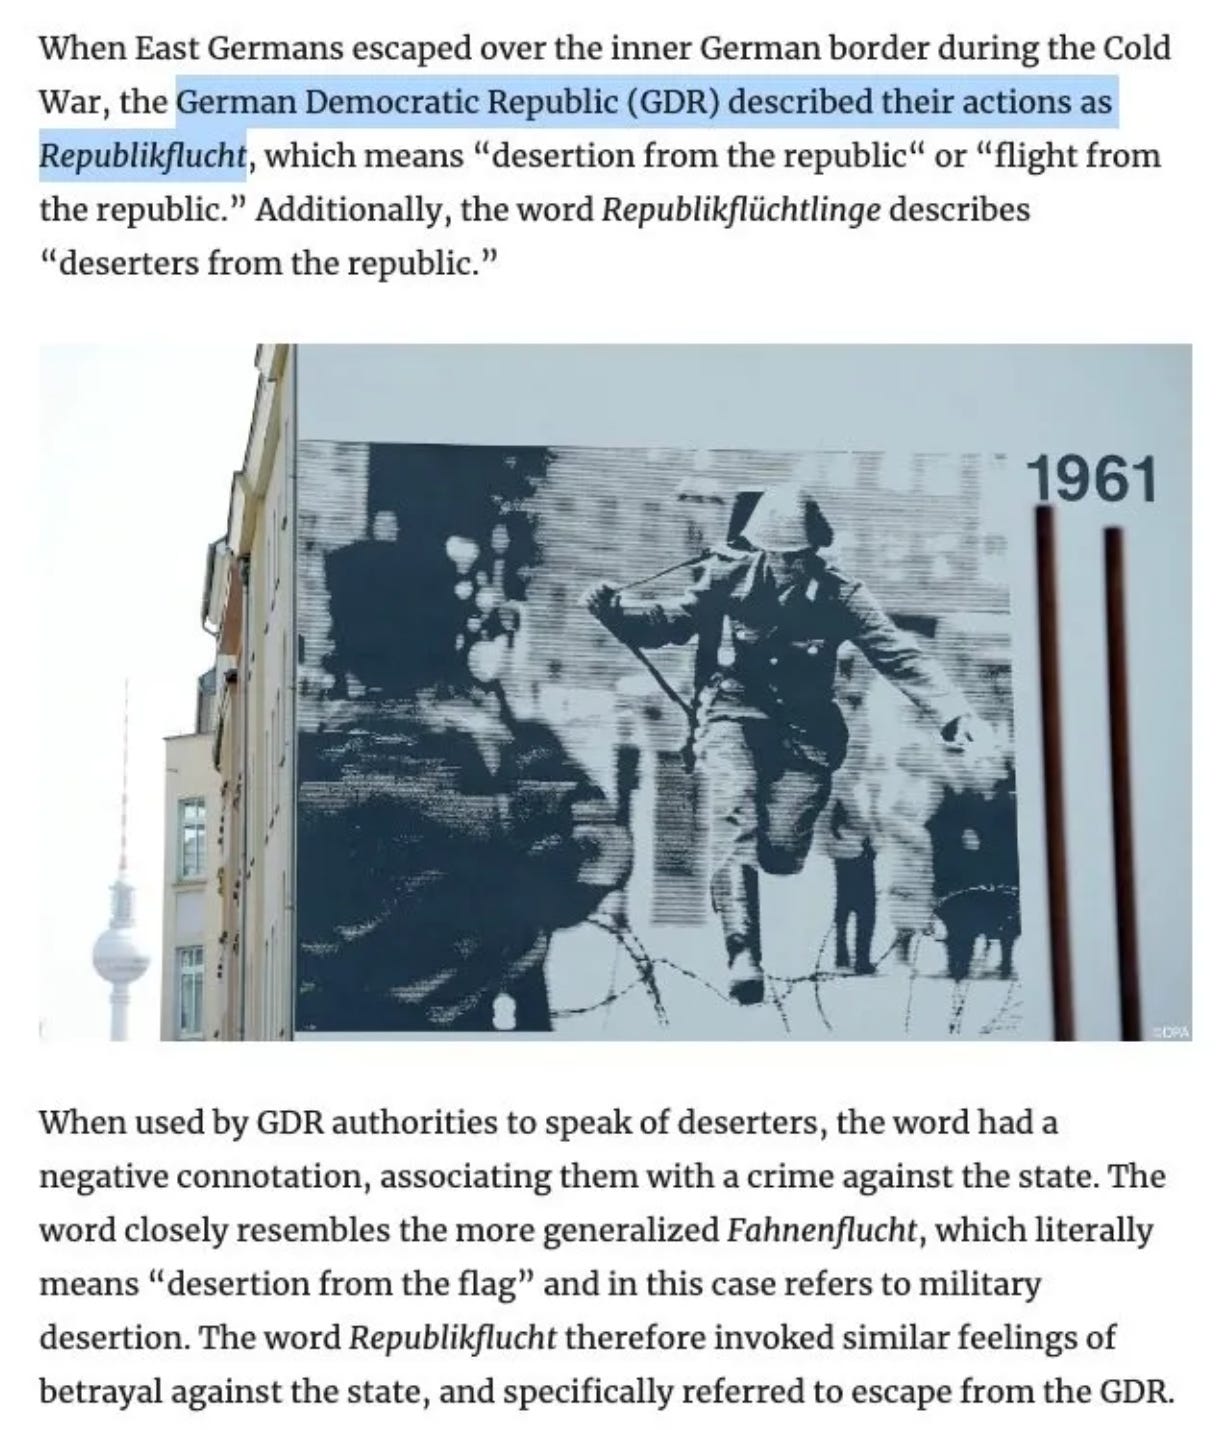 When East Germans escaped over the inner German border during the Cold
War, the German Democratic Republic (GDR) described their actions as
Republikflucht, which means “desertion from the republic“ or “flight from
the republic.” Additionally, the word Republikflüchtlinge describes
“deserters from the republic.”
1961
©DPA
When used by GDR authorities to speak of deserters, the word had a
negative connotation, associating them with a crime against the state. The
word closely resembles the more generalized Fahnenflucht, which literally
means “desertion from the flag” and in this case refers to military
desertion. The word Republikflucht therefore invoked similar feelings of
betrayal against the state, and specifically referred to escape from the GDR.